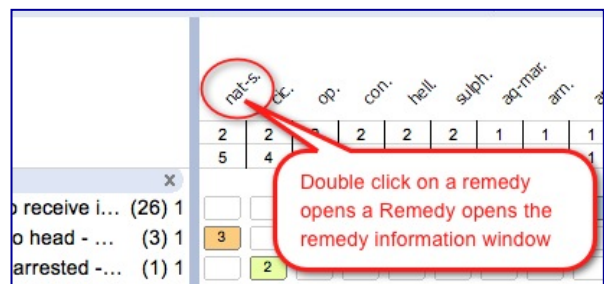 nat-s. cic. op. con. hell. sulph. aq-mar. arn.
2 2 2 2 2 2 1 1 1
5 4 1
x
receive i... (26) 1
o head - ... (3) 1 3
arrested -... (1) 1 2
Double click on a remedy
opens a Remedy opens the
remedy information window